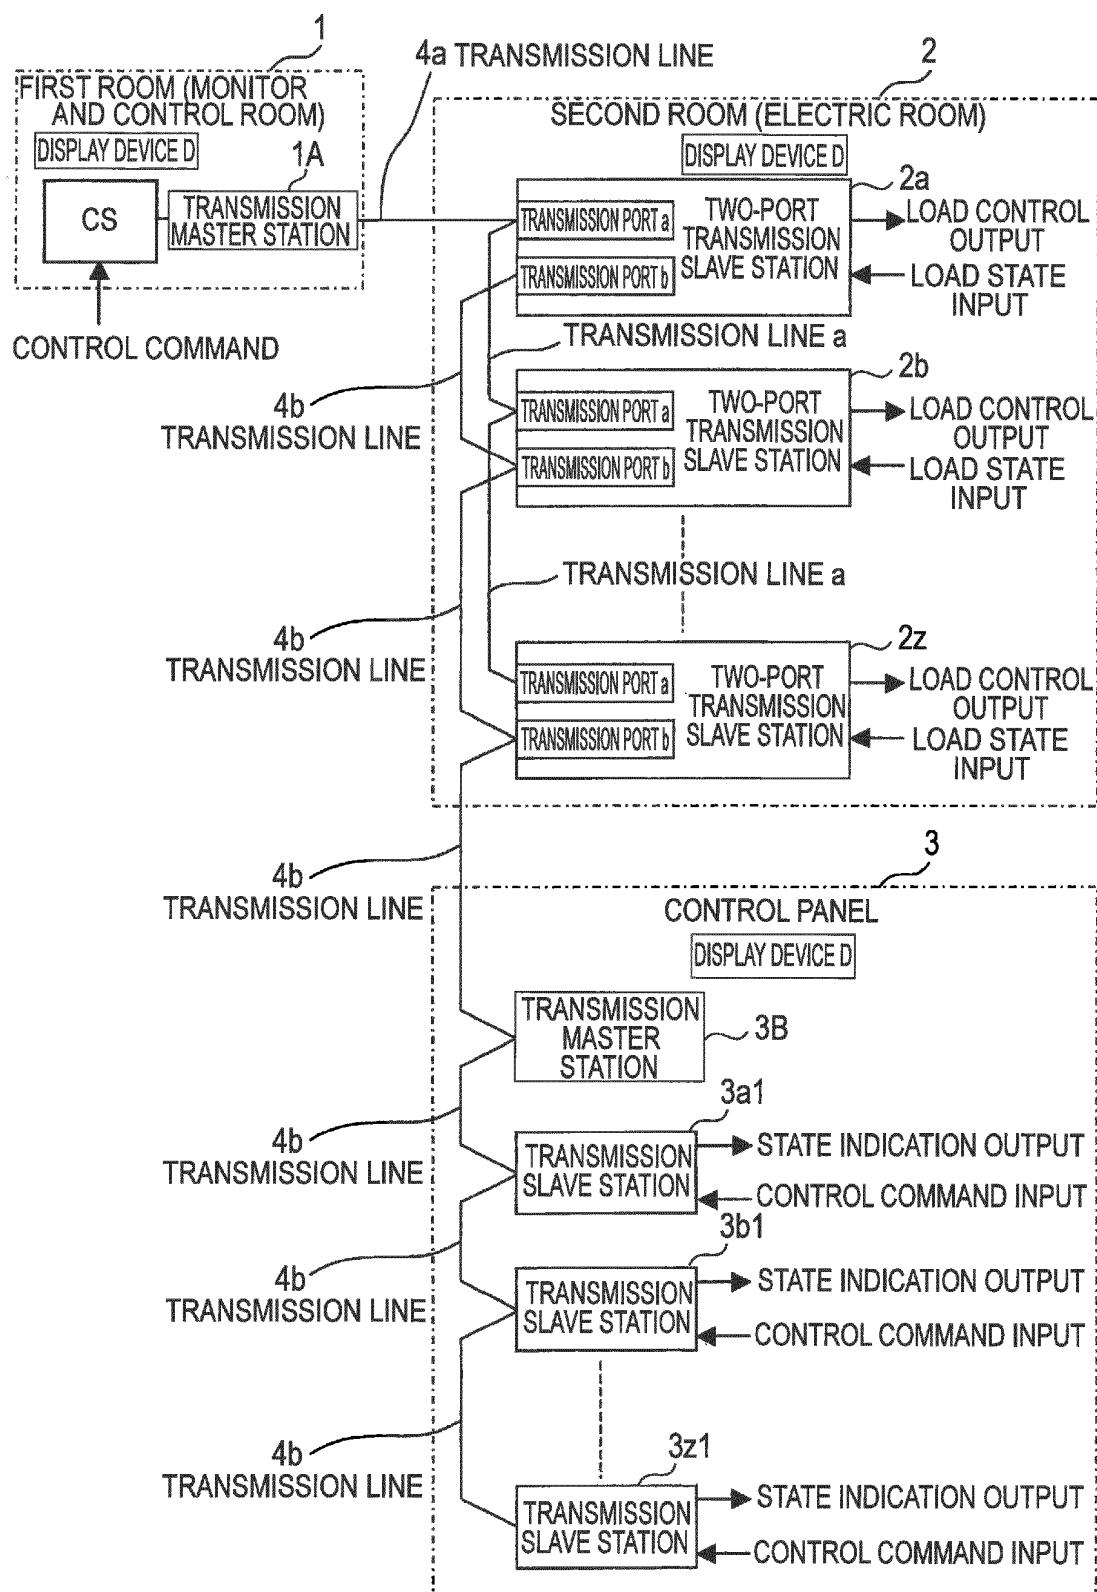 1
4a TRANSMISSION LINE
FIRST ROOM (MONITOR
AND CONTROL ROOM)
DISPLAY DEVICE D
1A
CS
TRANSMISSION
MASTER STATION
CONTROL COMMAND
2
SECOND ROOM (ELECTRIC ROOM)
DISPLAY DEVICE D
2a
TRANSMISSION PORT a
TRANSMISSION PORT b
TWO-PORT
TRANSMISSION
SLAVE STATION
LOAD CONTROL
OUTPUT
LOAD STATE
INPUT
TRANSMISSION LINE a
4b
TRANSMISSION LINE
2b
TRANSMISSION PORT a
TRANSMISSION PORT b
TWO-PORT
TRANSMISSION
SLAVE STATION
LOAD CONTROL
OUTPUT
LOAD STATE
INPUT
TRANSMISSION LINE a
4b
TRANSMISSION LINE
2z
TRANSMISSION PORT a
TRANSMISSION PORT b
TWO-PORT
TRANSMISSION
SLAVE STATION
LOAD CONTROL
OUTPUT
LOAD STATE
INPUT
4b
TRANSMISSION LINE
3
CONTROL PANEL
DISPLAY DEVICE D
TRANSMISSION
MASTER
STATION
3B
4b
TRANSMISSION LINE
3a1
TRANSMISSION
SLAVE STATION
STATE INDICATION OUTPUT
CONTROL COMMAND INPUT
4b
TRANSMISSION LINE
3b1
TRANSMISSION
SLAVE STATION
STATE INDICATION OUTPUT
CONTROL COMMAND INPUT
4b
TRANSMISSION LINE
3z1
TRANSMISSION
SLAVE STATION
STATE INDICATION OUTPUT
CONTROL COMMAND INPUT